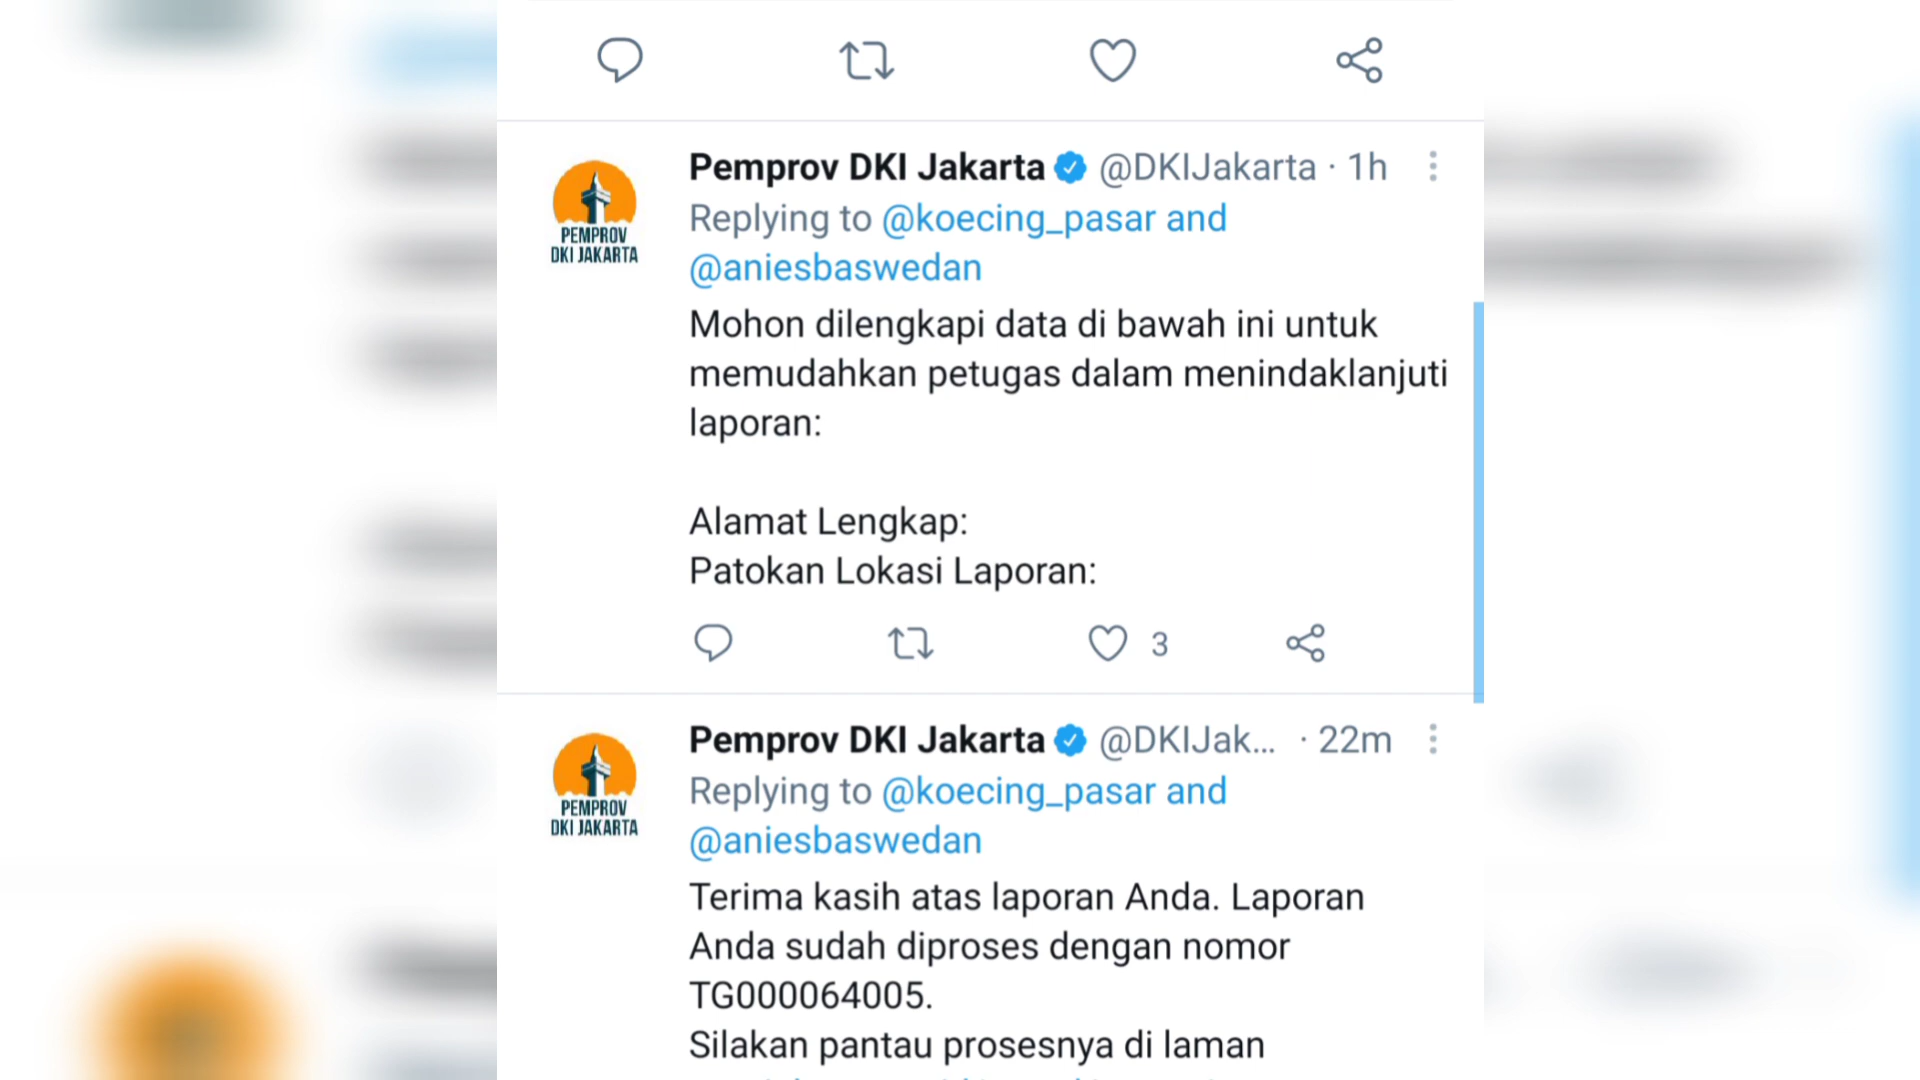 Pemprov DKI Jakarta @DKIJakarta · 1h
PEMPROV
DKI JAKARTA
Replying to @koecing_pasar and
@aniesbaswedan
Mohon dilengkapi data di bawah ini untuk
memudahkan petugas dalam menindaklanjuti
laporan:
Alamat Lengkap:
Patokan Lokasi Laporan:
3
Pemprov DKI Jakarta @DKIJak... · 22m
PEMPROV
DKI JAKARTA
Replying to @koecing_pasar and
@aniesbaswedan
Terima kasih atas laporan Anda. Laporan
Anda sudah diproses dengan nomor
TG000064005.
Silakan pantau prosesnya di laman